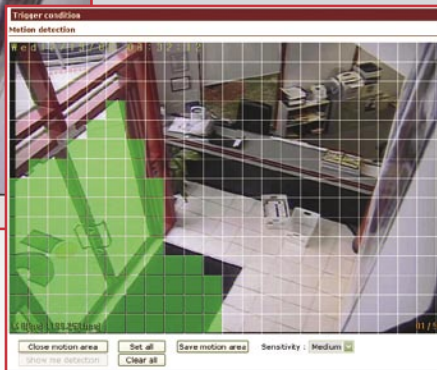 Trigger condition
Motion detection
Close motion area Set all Save motion area Sensitivity : Medium
Show me detection Clear all